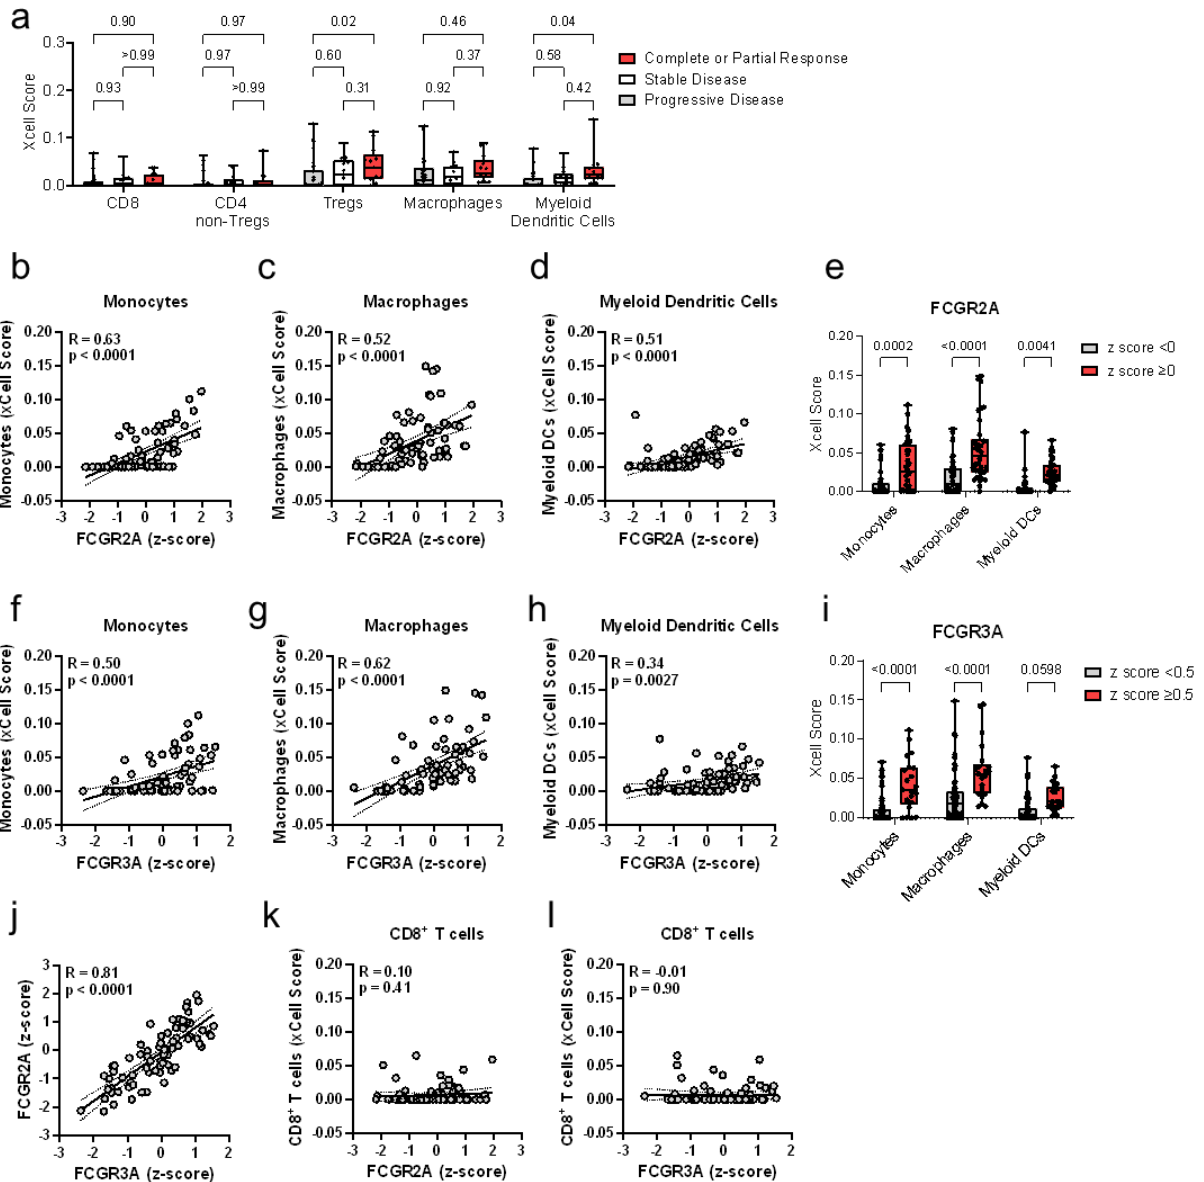 a
0.90
0.97
0.02
0.46
0.04
>0.99
0.97
0.60
0.37
0.58
0.93
>0.99
0.31
0.92
0.42
0.3
0.2
0.1
0.0
Xcell Score
CD8
CD4
non-Tregs
Tregs
Macrophages
Myeloid
Dendritic Cells
Complete or Partial Response
Stable Disease
Progressive Disease
b
Monocytes
R = 0.63
p < 0.0001
Monocytes (xCell Score)
0.20
0.15
0.10
0.05
0.00
-0.05
-3 -2 -1 0 1 2 3
FCGR2A (z-score)
c
Macrophages
R = 0.52
p < 0.0001
Macrophages (xCell Score)
0.20
0.15
0.10
0.05
0.00
-0.05
-3 -2 -1 0 1 2 3
FCGR2A (z-score)
d
Myeloid Dendritic Cells
R = 0.51
p < 0.0001
Myeloid DCs (xCell Score)
0.20
0.15
0.10
0.05
0.00
-0.05
-3 -2 -1 0 1 2 3
FCGR2A (z-score)
e
FCGR2A
0.0002
<0.0001
0.0041
Xcell Score
0.20
0.15
0.10
0.05
0.00
Monocytes
Macrophages
Myeloid DCs
z score <0
z score ≥0
f
Monocytes
R = 0.50
p < 0.0001
Monocytes (xCell Score)
0.20
0.15
0.10
0.05
0.00
-0.05
-3 -2 -1 0 1 2
FCGR3A (z-score)
g
Macrophages
R = 0.62
p < 0.0001
Macrophages (xCell Score)
0.20
0.15
0.10
0.05
0.00
-0.05
-3 -2 -1 0 1 2
FCGR3A (z-score)
h
Myeloid Dendritic Cells
R = 0.34
p = 0.0027
Myeloid DCs (xCell Score)
0.20
0.15
0.10
0.05
0.00
-0.05
-3 -2 -1 0 1 2
FCGR3A (z-score)
i
FCGR3A
<0.0001
<0.0001
0.0598
Xcell Score
0.20
0.15
0.10
0.05
0.00
Monocytes
Macrophages
Myeloid DCs
z score <0.5
z score ≥0.5
j
R = 0.81
p < 0.0001
FCGR2A (z-score)
3
2
1
0
-1
-2
-3
-3 -2 -1 0 1 2
FCGR3A (z-score)
k
CD8⁺ T cells
R = 0.10
p = 0.41
CD8⁺ T cells (xCell Score)
0.20
0.15
0.10
0.05
0.00
-0.05
-3 -2 -1 0 1 2 3
FCGR2A (z-score)
l
CD8⁺ T cells
R = -0.01
p = 0.90
CD8⁺ T cells (xCell Score)
0.20
0.15
0.10
0.05
0.00
-0.05
-3 -2 -1 0 1 2
FCGR3A (z-score)